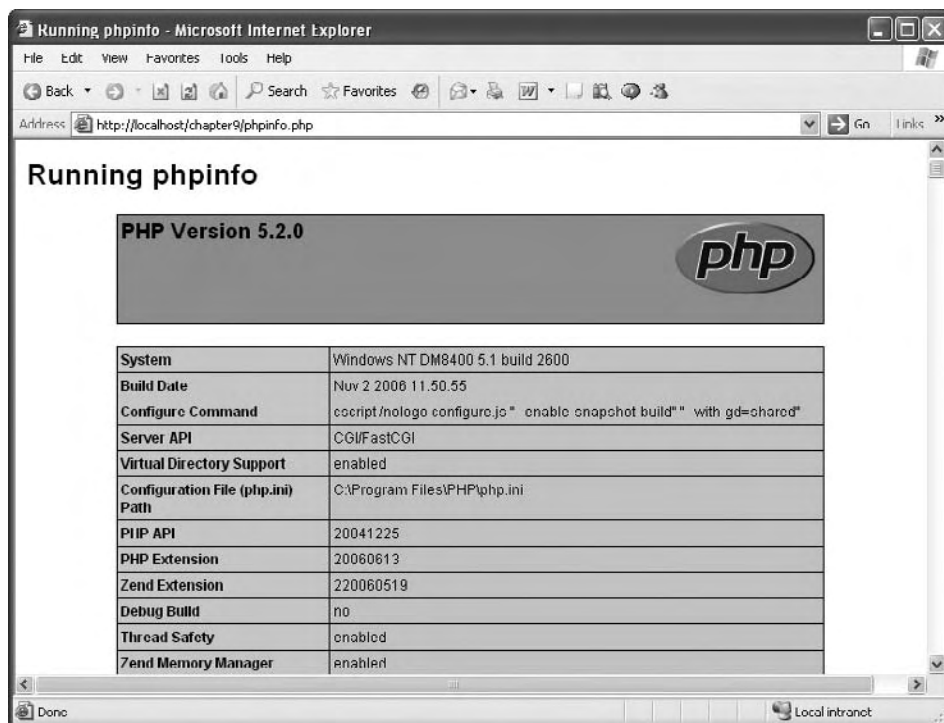 Running phpinfo - Microsoft Internet Explorer
File Edit View Favorites Tools Help
Back Search Favorites
Address http://localhost/chapter9/phpinfo.php Go Links »
Running phpinfo
PHP Version 5.2.0
php
System Windows NT DM8400 5.1 build 2600
Build Date Nov 2 2006 11:50:55
Configure Command cscript /nologo configure.js "--enable-snapshot-build" "--with-gd=shared"
Server API CGI/FastCGI
Virtual Directory Support enabled
Configuration File (php.ini) C:\Program Files\PHP\php.ini
Path
PHP API 20041225
PHP Extension 20060613
Zend Extension 220060519
Debug Build no
Thread Safety enabled
Zend Memory Manager enabled
Done Local intranet